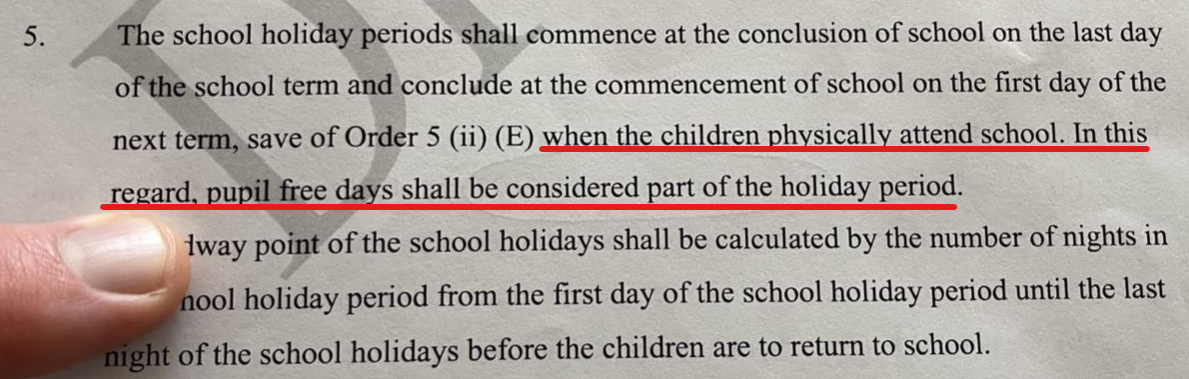 5. The school holiday periods shall commence at the conclusion of school on the last day
of the school term and conclude at the commencement of school on the first day of the
next term, save of Order 5 (ii) (E) when the children physically attend school. In this
regard, pupil free days shall be considered part of the holiday period.
point of the school holidays shall be calculated by the number of nights in
holiday period from the first day of the school holiday period until the last
night of the school holidays before the children are to return to school.